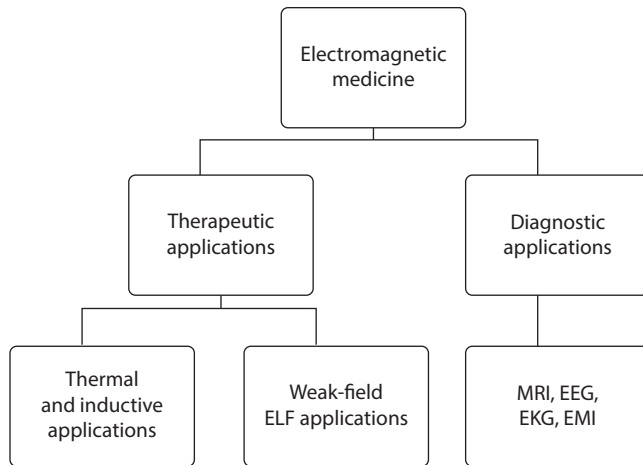 Electromagnetic
medicine
Therapeutic
applications
Diagnostic
applications
Thermal
and inductive
applications
Weak-field
ELF applications
MRI, EEG,
EKG, EMI